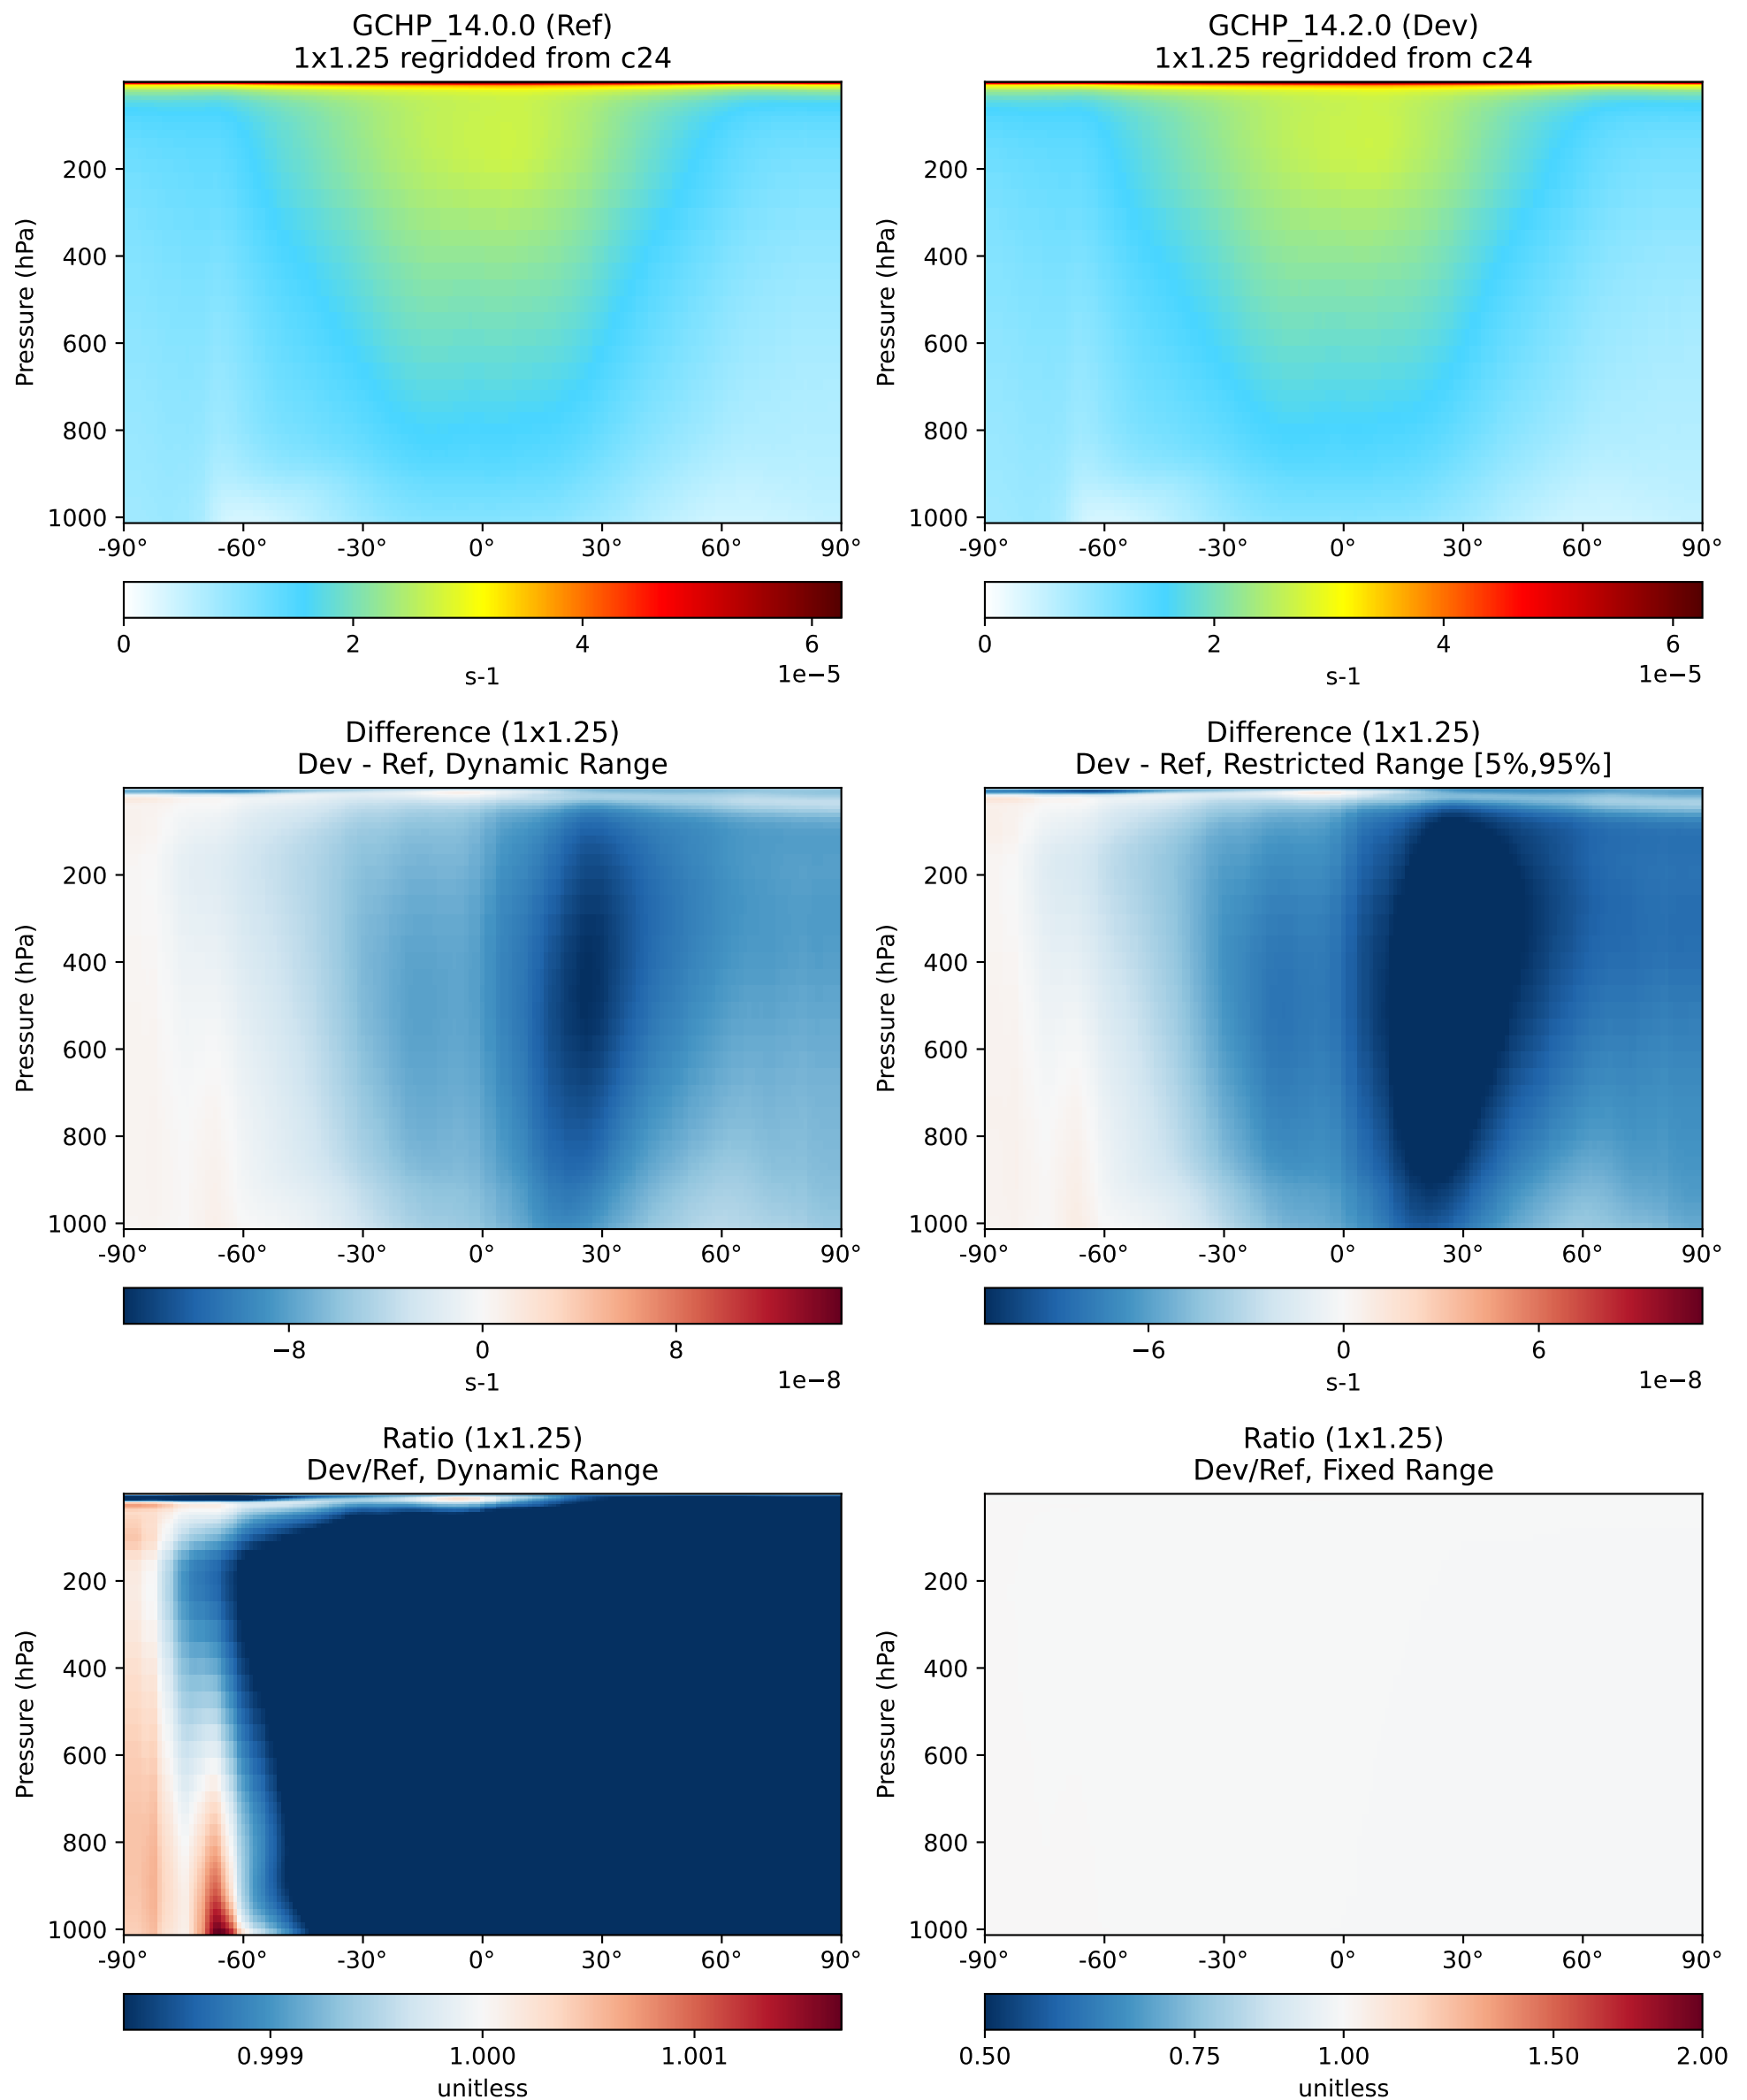 GCHP_14.0.0 (Ref)
1x1.25 regridded from c24
Pressure (hPa)
200
400
600
800
1000
-90° -60° -30° 0° 30° 60° 90°
0 2 4 6
s-1
1e−5
GCHP_14.2.0 (Dev)
1x1.25 regridded from c24
Pressure (hPa)
200
400
600
800
1000
-90° -60° -30° 0° 30° 60° 90°
0 2 4 6
s-1
1e−5
Difference (1x1.25)
Dev - Ref, Dynamic Range
Pressure (hPa)
200
400
600
800
1000
-90° -60° -30° 0° 30° 60° 90°
−8 0 8
s-1
1e−8
Difference (1x1.25)
Dev - Ref, Restricted Range [5%,95%]
Pressure (hPa)
200
400
600
800
1000
-90° -60° -30° 0° 30° 60° 90°
−6 0 6
s-1
1e−8
Ratio (1x1.25)
Dev/Ref, Dynamic Range
Pressure (hPa)
200
400
600
800
1000
-90° -60° -30° 0° 30° 60° 90°
0.999 1.000 1.001
unitless
Ratio (1x1.25)
Dev/Ref, Fixed Range
Pressure (hPa)
200
400
600
800
1000
-90° -60° -30° 0° 30° 60° 90°
0.50 0.75 1.00 1.50 2.00
unitless